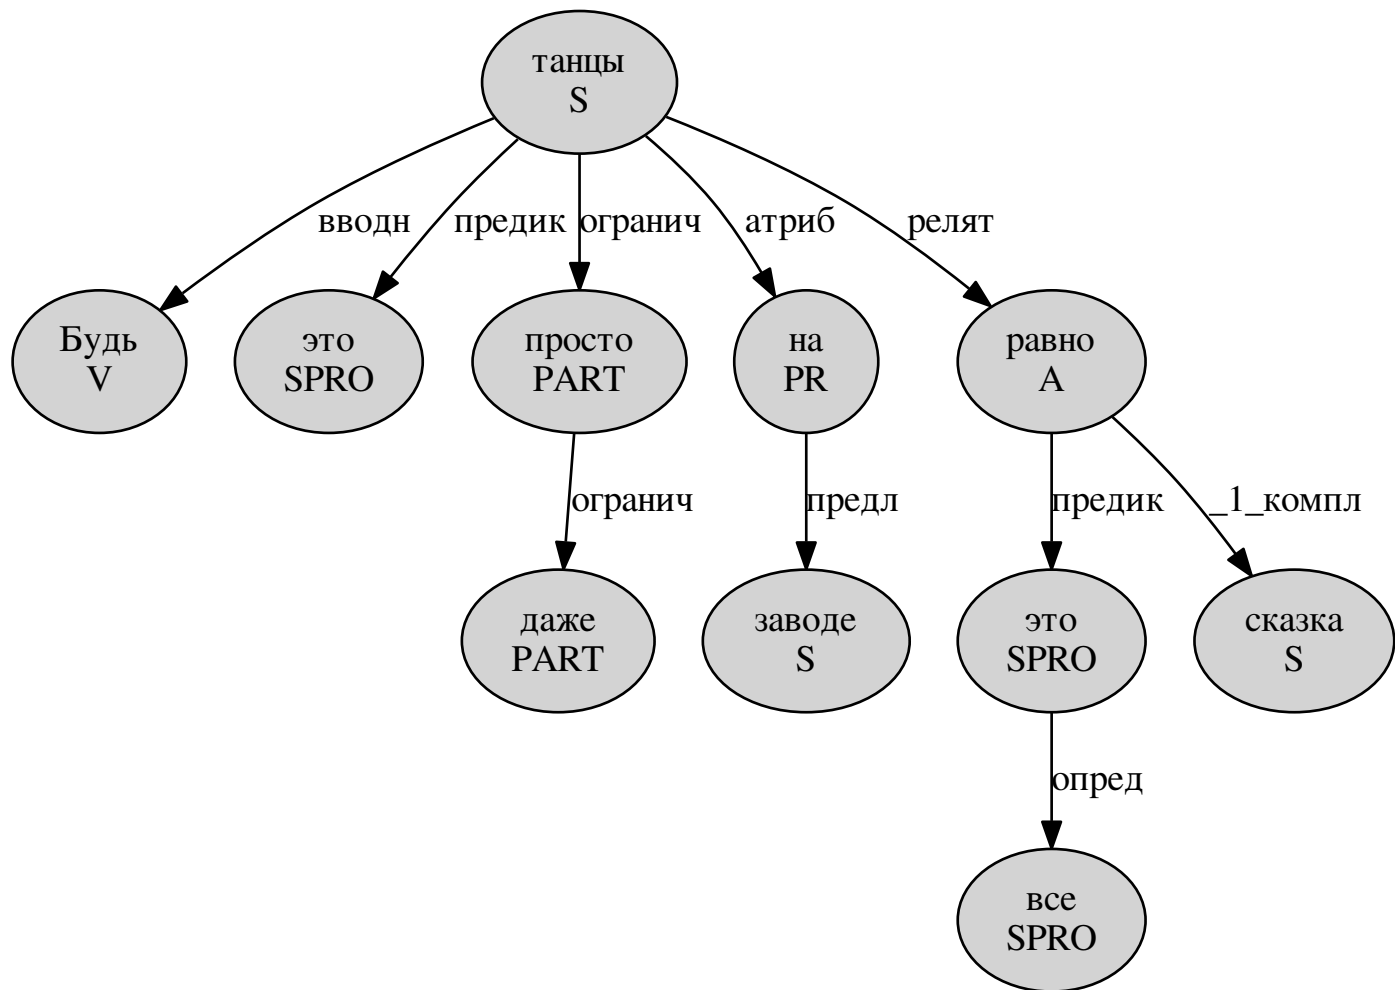 танцы
S
вводн
предик
огранич
атриб
релят
Будь
V
это
SPRO
просто
PART
на
PR
равно
A
огранич
предл
предик
_1_компл
даже
PART
заводе
S
это
SPRO
сказка
S
опред
все
SPRO